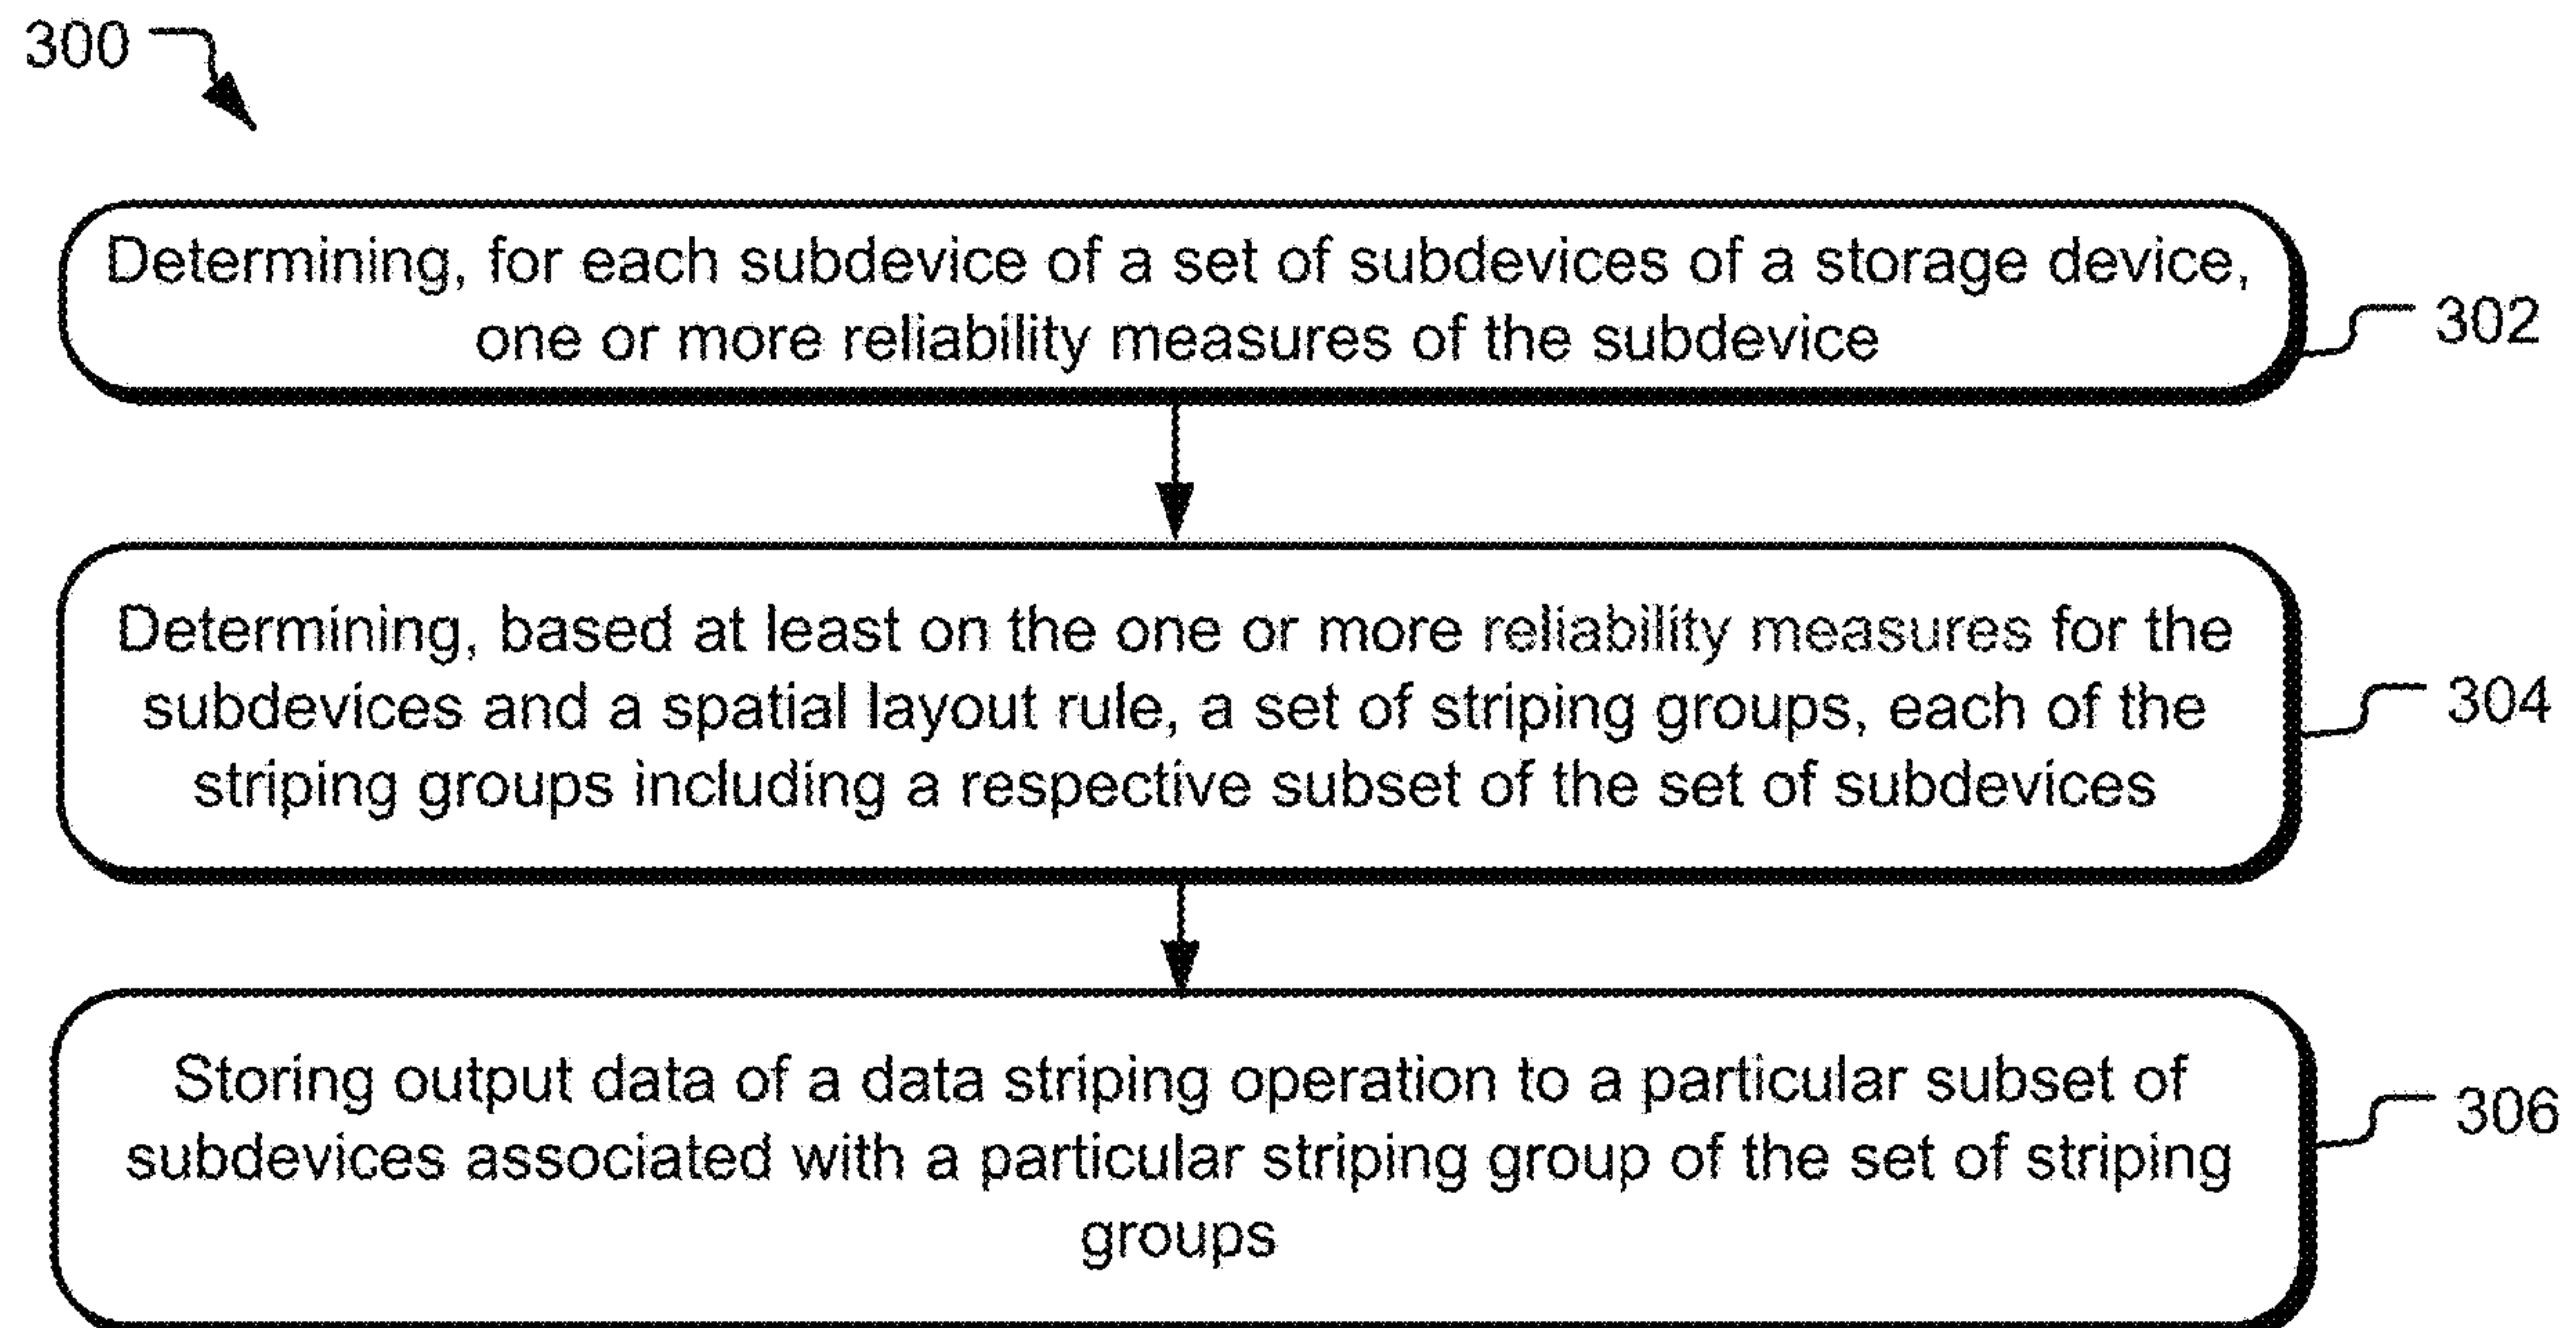 300
Determining, for each subdevice of a set of subdevices of a storage device,
one or more reliability measures of the subdevice
302
Determining, based at least on the one or more reliability measures for the
subdevices and a spatial layout rule, a set of striping groups, each of the
striping groups including a respective subset of the set of subdevices
304
Storing output data of a data striping operation to a particular subset of
subdevices associated with a particular striping group of the set of striping
groups
306